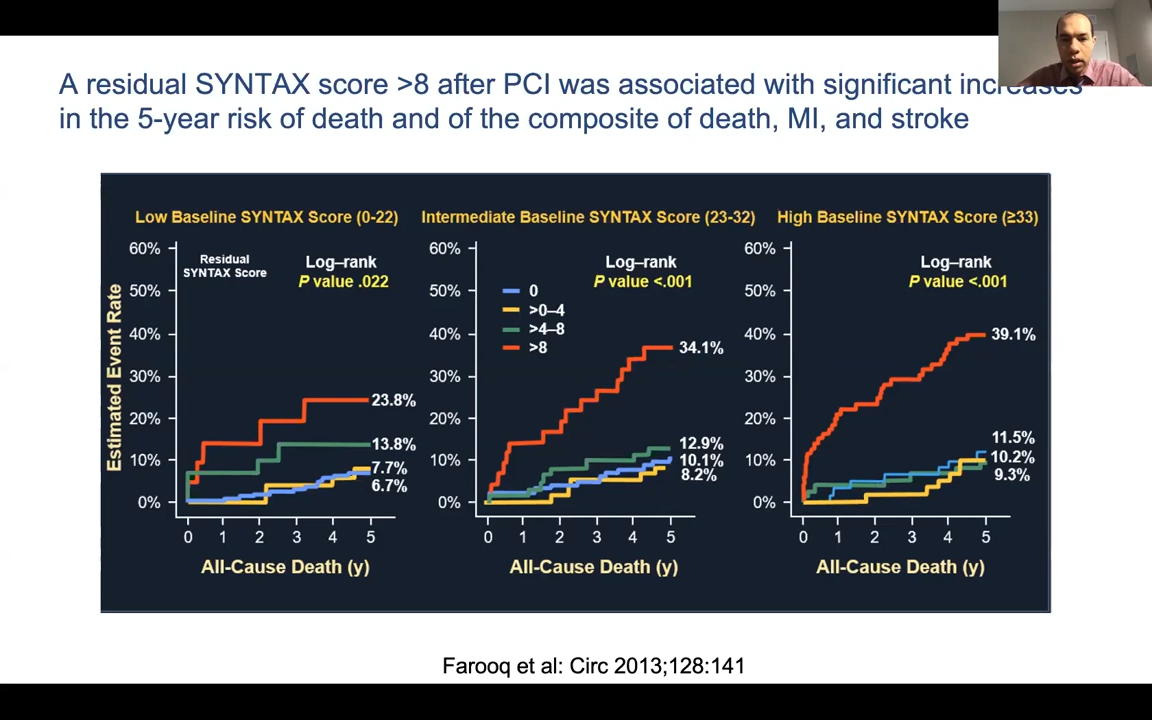 A residual SYNTAX score >8 after PCI was associated with significant increases
in the 5-year risk of death and of the composite of death, MI, and stroke
Low Baseline SYNTAX Score (0-22)
Intermediate Baseline SYNTAX Score (23-32)
High Baseline SYNTAX Score (≥33)
Estimated Event Rate
60%
50%
40%
30%
20%
10%
0%
Residual
SYNTAX Score
Log–rank
P value .022
23.8%
13.8%
7.7%
6.7%
0 1 2 3 4 5
All-Cause Death (y)
60%
50%
40%
30%
20%
10%
0%
0
>0–4
>4–8
>8
Log–rank
P value <.001
34.1%
12.9%
10.1%
8.2%
0 1 2 3 4 5
All-Cause Death (y)
60%
50%
40%
30%
20%
10%
0%
Log–rank
P value <.001
39.1%
11.5%
10.2%
9.3%
0 1 2 3 4 5
All-Cause Death (y)
Farooq et al: Circ 2013;128:141